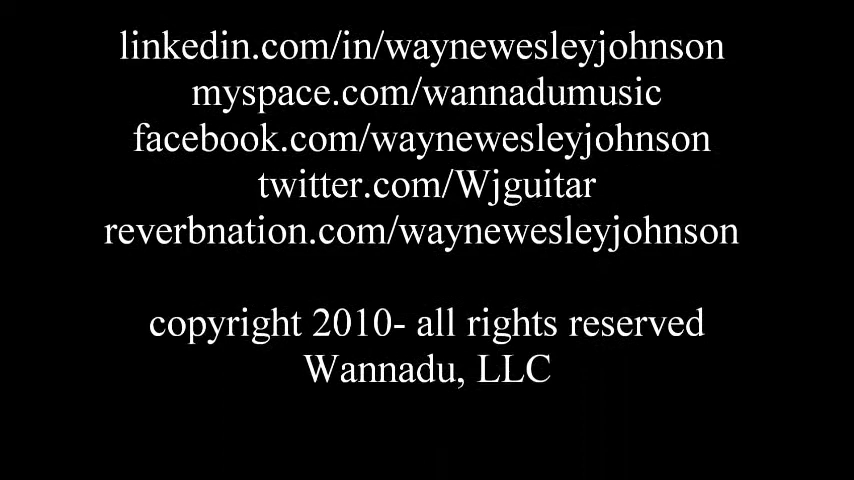 linkedin.com/in/waynewesleyjohnson
myspace.com/wannadumusic
facebook.com/waynewesleyjohnson
twitter.com/Wjguitar
reverbnation.com/waynewesleyjohnson
copyright 2010- all rights reserved
Wannadu, LLC